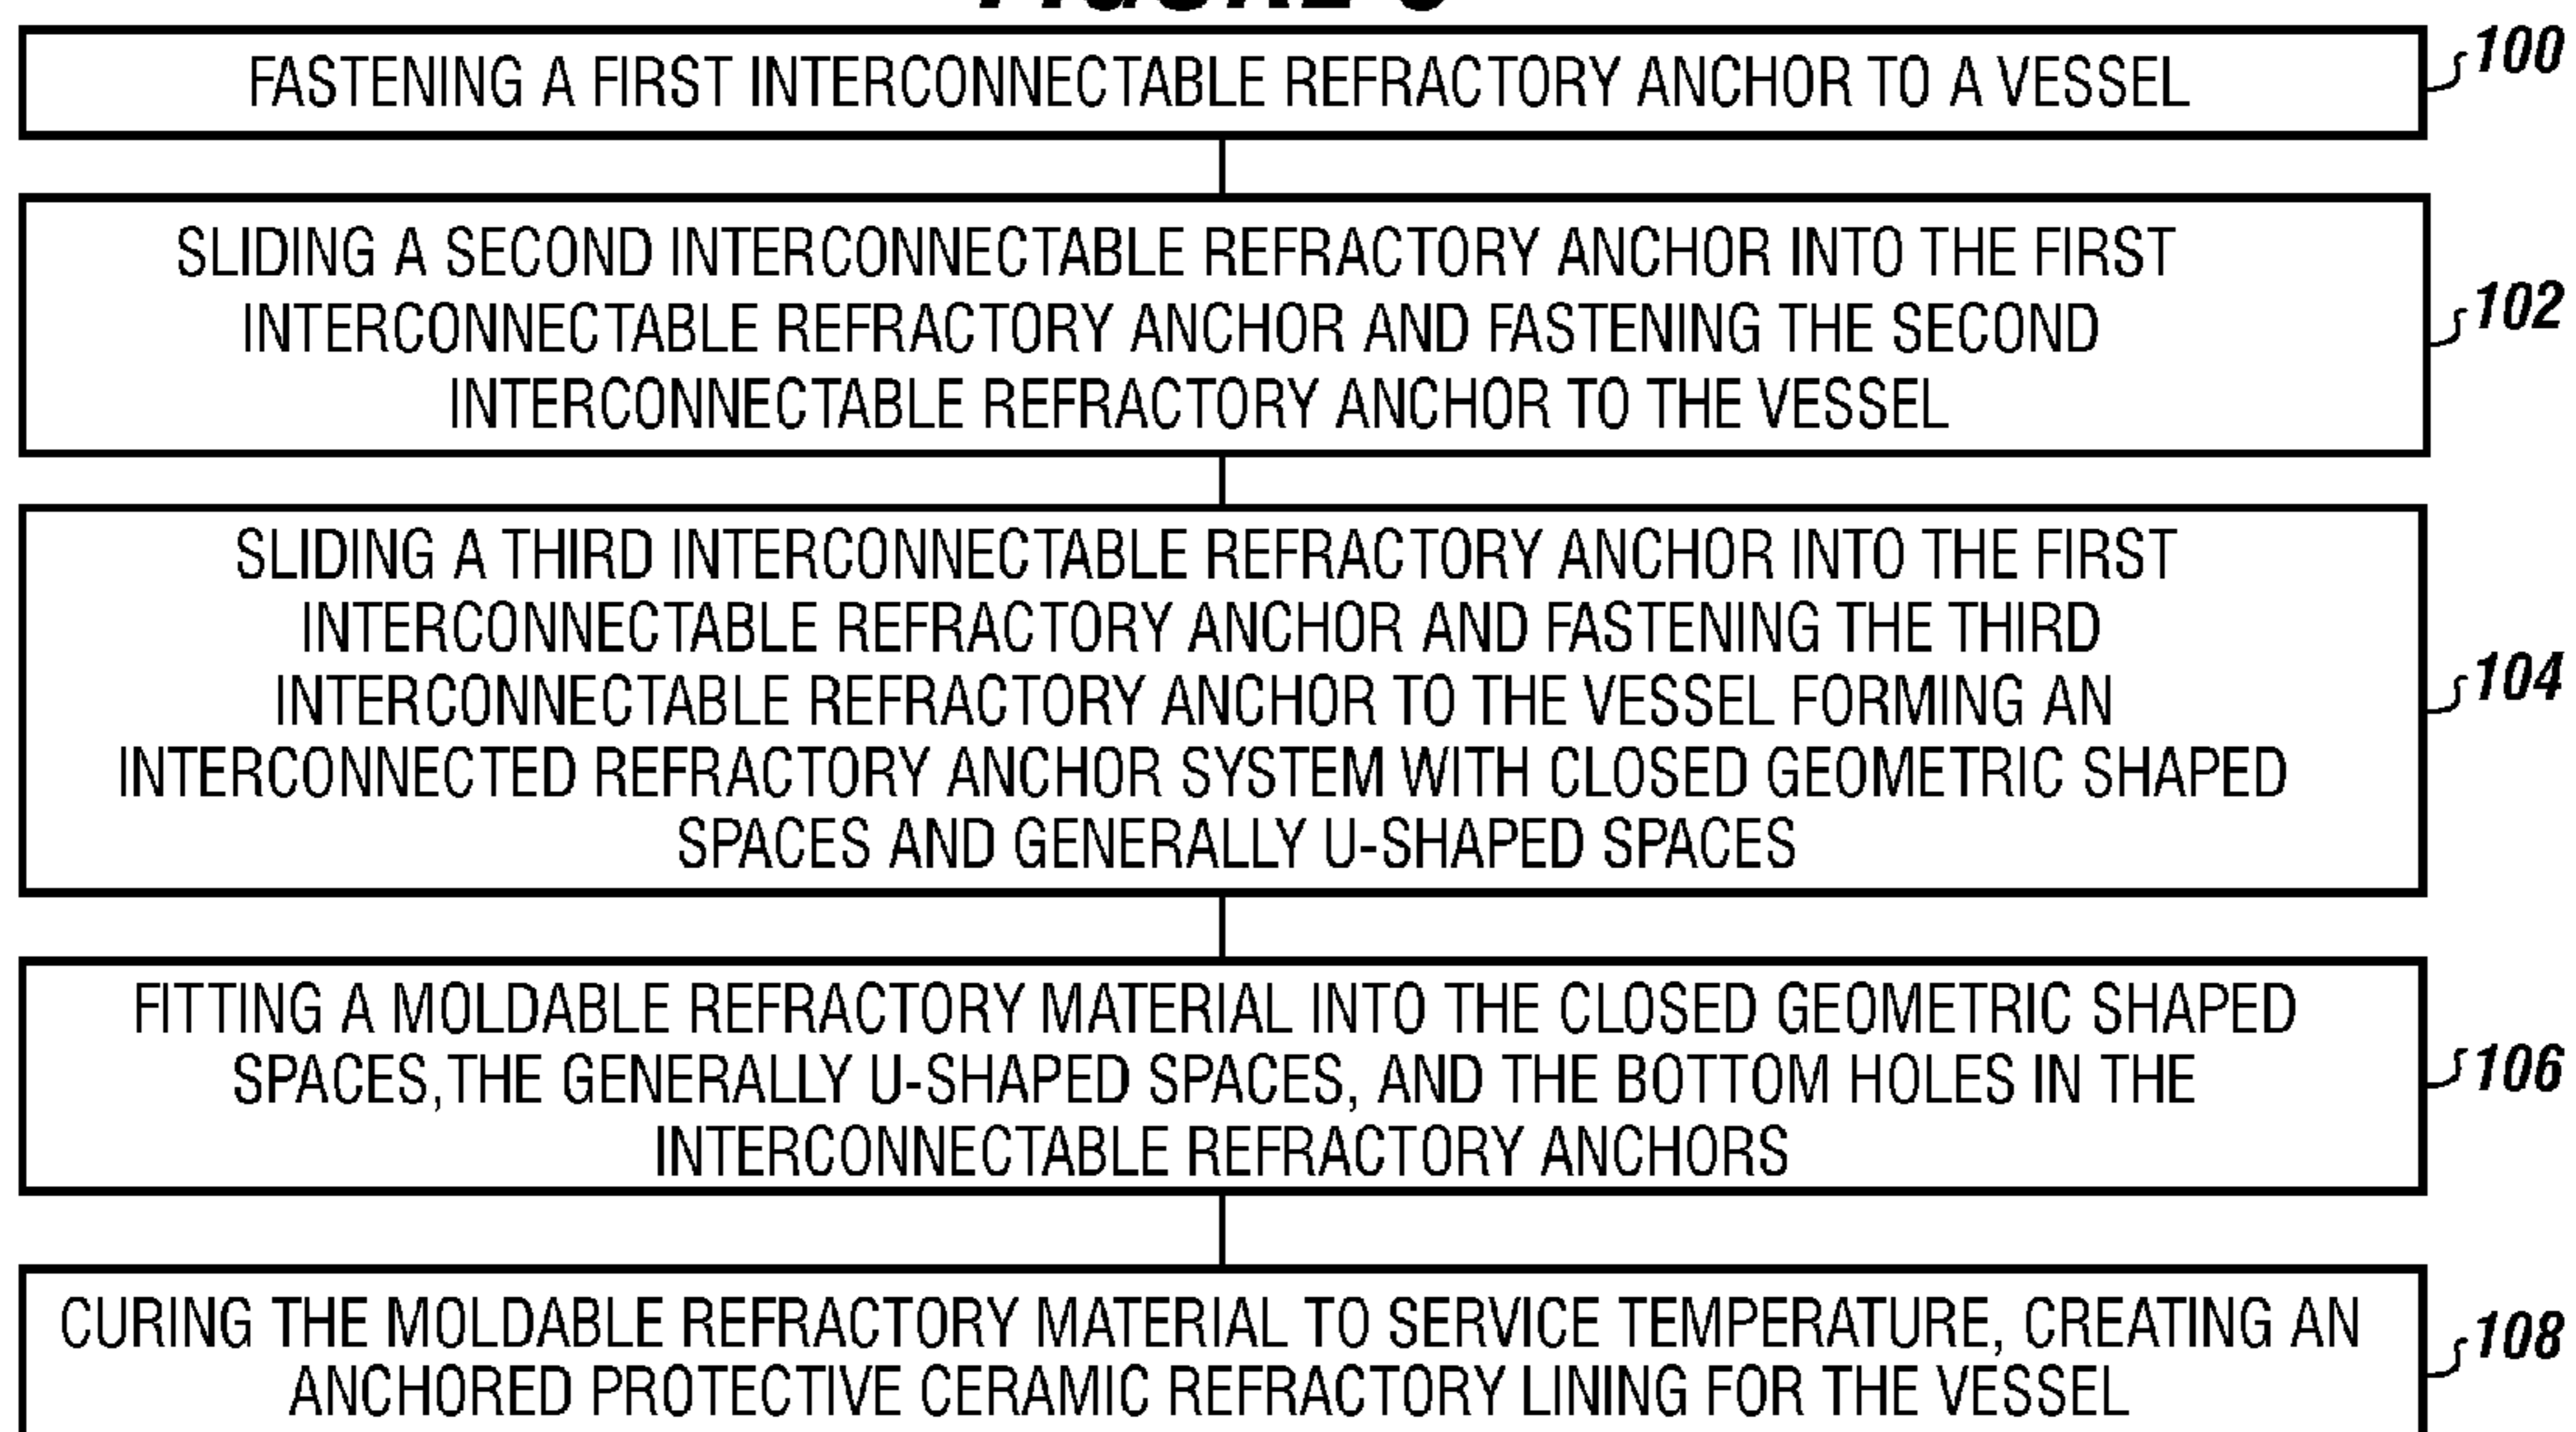 FASTENING A FIRST INTERCONNECTABLE REFRACTORY ANCHOR TO A VESSEL
100
SLIDING A SECOND INTERCONNECTABLE REFRACTORY ANCHOR INTO THE FIRST
INTERCONNECTABLE REFRACTORY ANCHOR AND FASTENING THE SECOND
INTERCONNECTABLE REFRACTORY ANCHOR TO THE VESSEL
102
SLIDING A THIRD INTERCONNECTABLE REFRACTORY ANCHOR INTO THE FIRST
INTERCONNECTABLE REFRACTORY ANCHOR AND FASTENING THE THIRD
INTERCONNECTABLE REFRACTORY ANCHOR TO THE VESSEL FORMING AN
INTERCONNECTED REFRACTORY ANCHOR SYSTEM WITH CLOSED GEOMETRIC SHAPED
SPACES AND GENERALLY U-SHAPED SPACES
104
FITTING A MOLDABLE REFRACTORY MATERIAL INTO THE CLOSED GEOMETRIC SHAPED
SPACES,THE GENERALLY U-SHAPED SPACES, AND THE BOTTOM HOLES IN THE
INTERCONNECTABLE REFRACTORY ANCHORS
106
CURING THE MOLDABLE REFRACTORY MATERIAL TO SERVICE TEMPERATURE, CREATING AN
ANCHORED PROTECTIVE CERAMIC REFRACTORY LINING FOR THE VESSEL
108